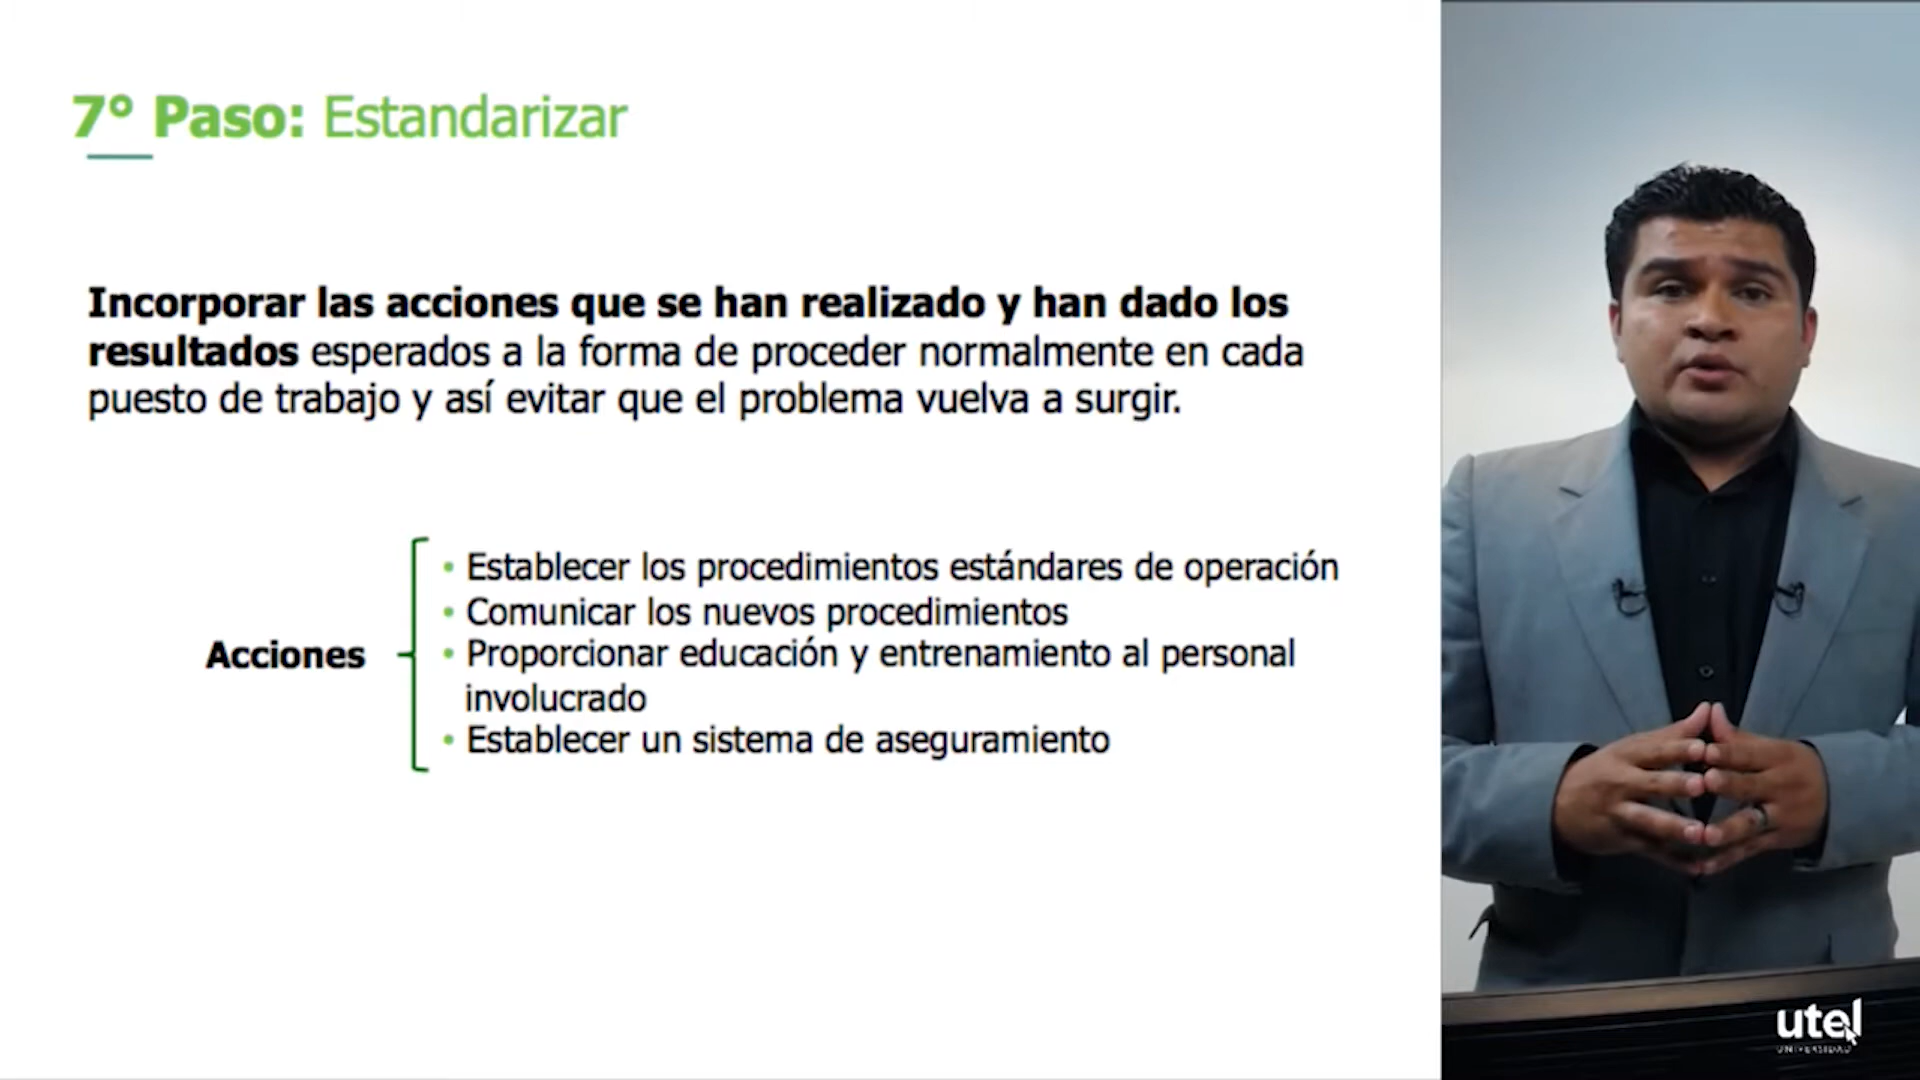 7° Paso: Estandarizar
Incorporar las acciones que se han realizado y han dado los
resultados esperados a la forma de proceder normalmente en cada
puesto de trabajo y así evitar que el problema vuelva a surgir.
Acciones
• Establecer los procedimientos estándares de operación
• Comunicar los nuevos procedimientos
• Proporcionar educación y entrenamiento al personal
involucrado
• Establecer un sistema de aseguramiento
utel
UNIVERSIDAD